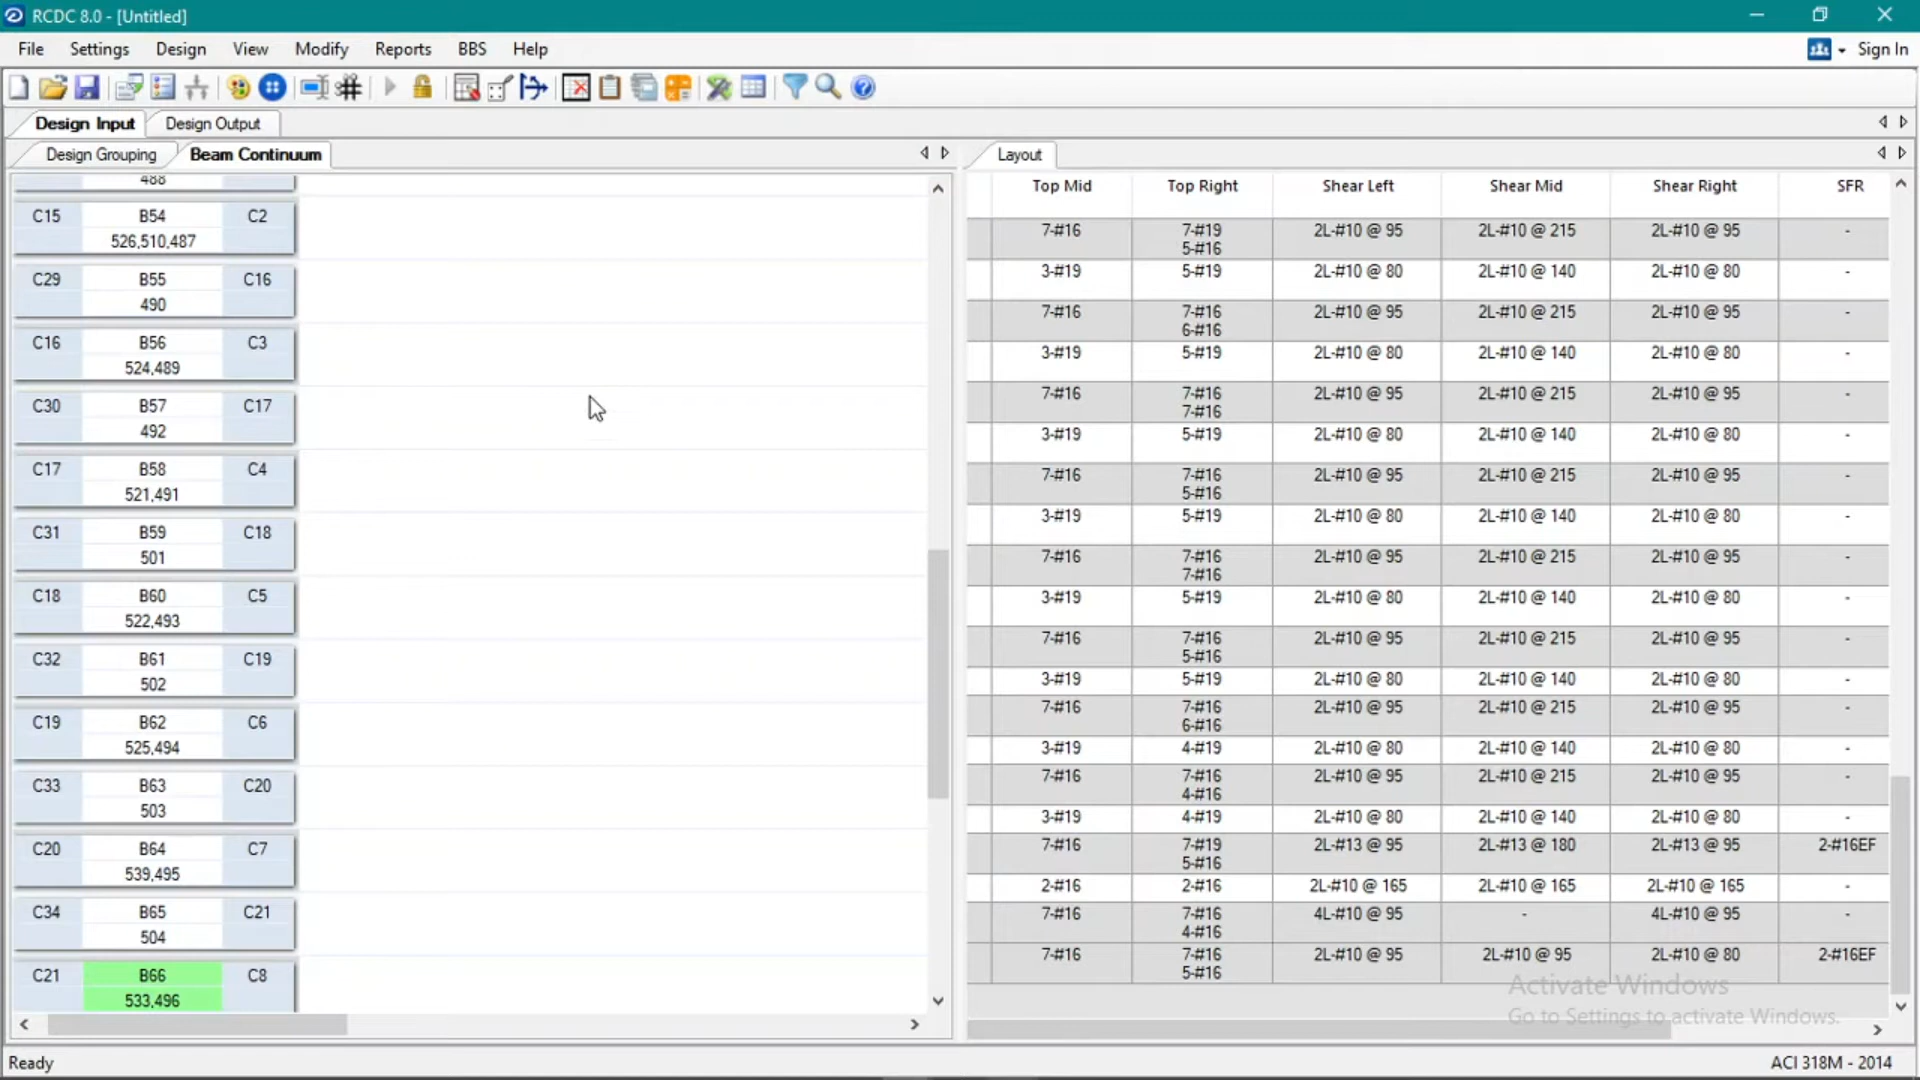 RCDC 8.0 - [Untitled]
File Settings Design View Modify Reports BBS Help Sign In
Design Input Design Output
Design Grouping Beam Continuum
488
C15 B54 C2
526,510,487
C29 B55 C16
490
C16 B56 C3
524,489
C30 B57 C17
492
C17 B58 C4
521,491
C31 B59 C18
501
C18 B60 C5
522,493
C32 B61 C19
502
C19 B62 C6
525,494
C33 B63 C20
503
C20 B64 C7
539,495
C34 B65 C21
504
C21 B66 C8
533,496
Layout
Top Mid Top Right Shear Left Shear Mid Shear Right SFR
7-#16 7-#19 2L-#10 @ 95 2L-#10 @ 215 2L-#10 @ 95 -
5-#16
3-#19 5-#19 2L-#10 @ 80 2L-#10 @ 140 2L-#10 @ 80 -
7-#16 7-#16 2L-#10 @ 95 2L-#10 @ 215 2L-#10 @ 95 -
6-#16
3-#19 5-#19 2L-#10 @ 80 2L-#10 @ 140 2L-#10 @ 80 -
7-#16 7-#16 2L-#10 @ 95 2L-#10 @ 215 2L-#10 @ 95 -
7-#16
3-#19 5-#19 2L-#10 @ 80 2L-#10 @ 140 2L-#10 @ 80 -
7-#16 7-#16 2L-#10 @ 95 2L-#10 @ 215 2L-#10 @ 95 -
5-#16
3-#19 5-#19 2L-#10 @ 80 2L-#10 @ 140 2L-#10 @ 80 -
7-#16 7-#16 2L-#10 @ 95 2L-#10 @ 215 2L-#10 @ 95 -
7-#16
3-#19 5-#19 2L-#10 @ 80 2L-#10 @ 140 2L-#10 @ 80 -
7-#16 7-#16 2L-#10 @ 95 2L-#10 @ 215 2L-#10 @ 95 -
5-#16
3-#19 5-#19 2L-#10 @ 80 2L-#10 @ 140 2L-#10 @ 80 -
7-#16 7-#16 2L-#10 @ 95 2L-#10 @ 215 2L-#10 @ 95 -
6-#16
3-#19 4-#19 2L-#10 @ 80 2L-#10 @ 140 2L-#10 @ 80 -
7-#16 7-#16 2L-#10 @ 95 2L-#10 @ 215 2L-#10 @ 95 -
4-#16
3-#19 4-#19 2L-#10 @ 80 2L-#10 @ 140 2L-#10 @ 80 -
7-#16 7-#19 2L-#13 @ 95 2L-#13 @ 180 2L-#13 @ 95 2-#16EF
5-#16
2-#16 2-#16 2L-#10 @ 165 2L-#10 @ 165 2L-#10 @ 165 -
7-#16 7-#16 4L-#10 @ 95 - 4L-#10 @ 95 -
4-#16
7-#16 7-#16 2L-#10 @ 95 2L-#10 @ 95 2L-#10 @ 80 2-#16EF
5-#16
Activate Windows
Go to Settings to activate Windows.
Ready ACI 318M - 2014